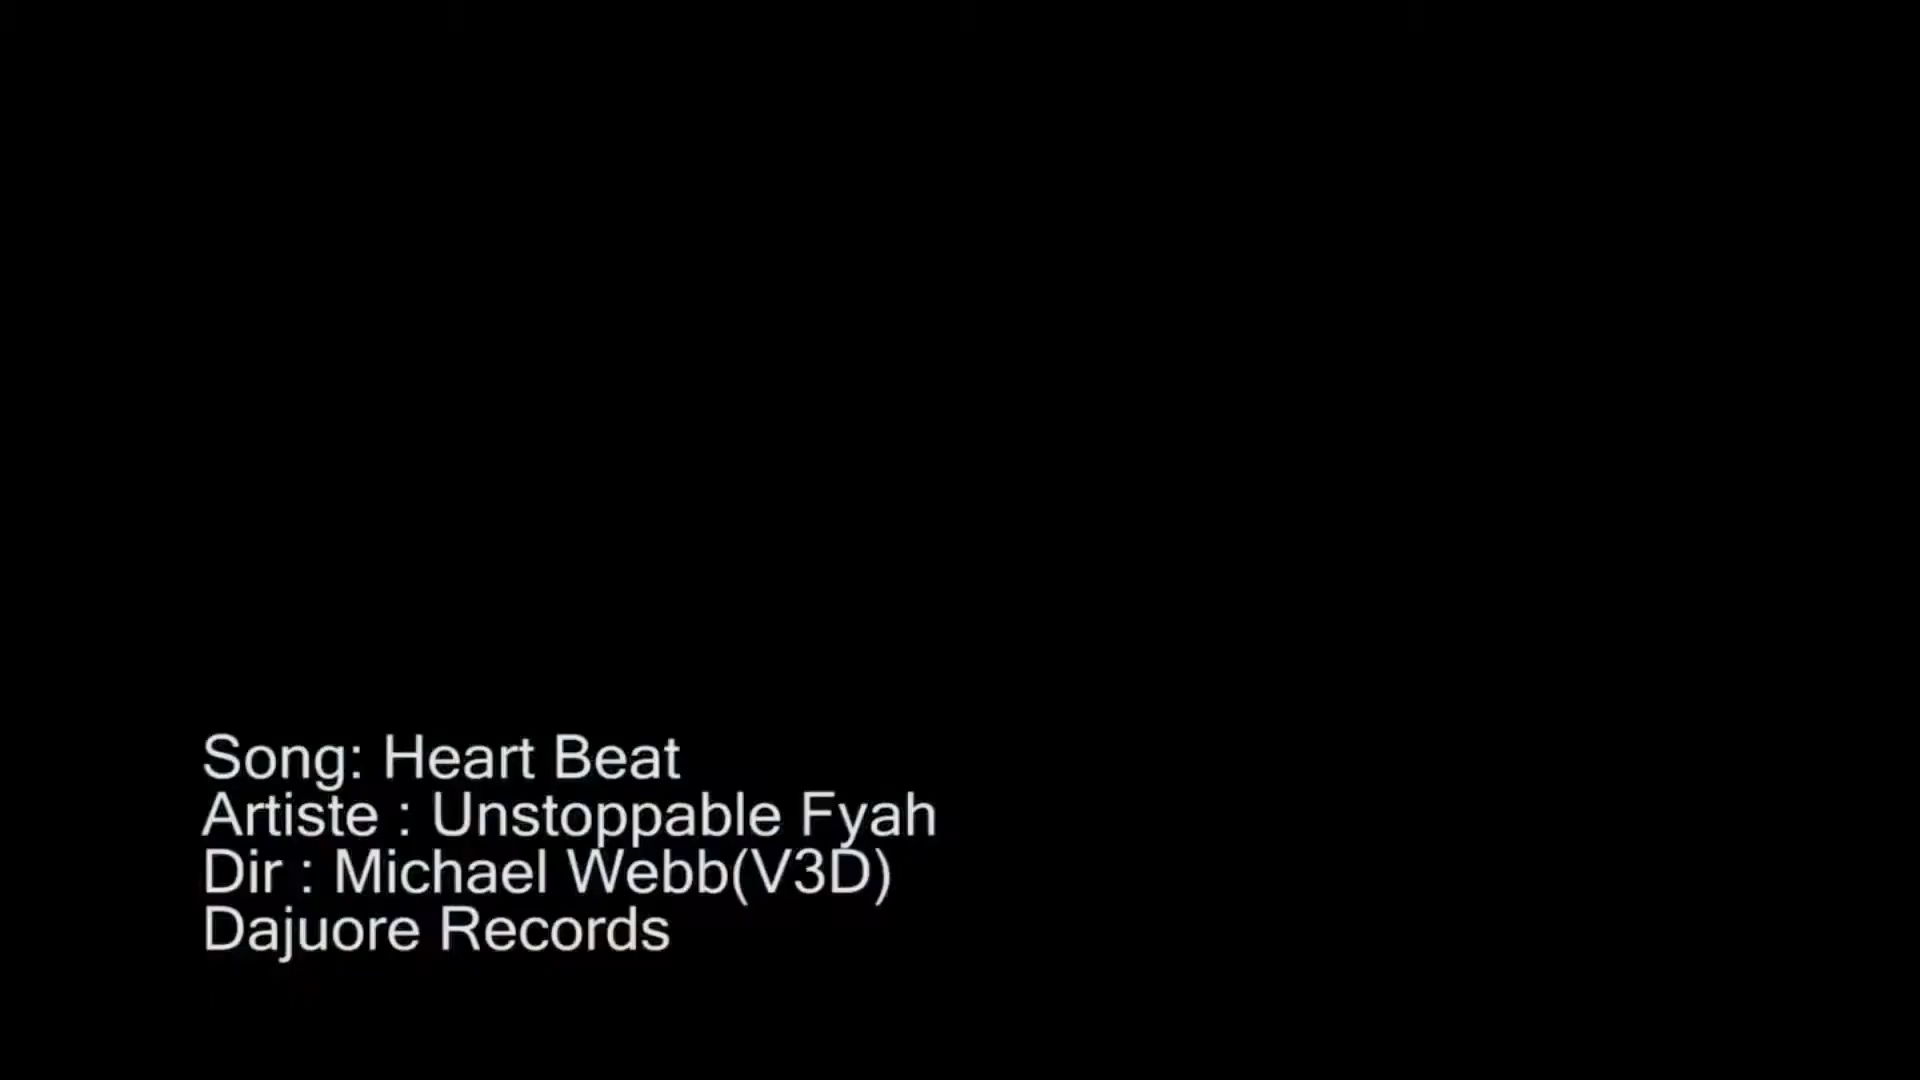 Song: Heart Beat
Artiste : Unstoppable Fyah
Dir : Michael Webb(V3D)
Dajuore Records